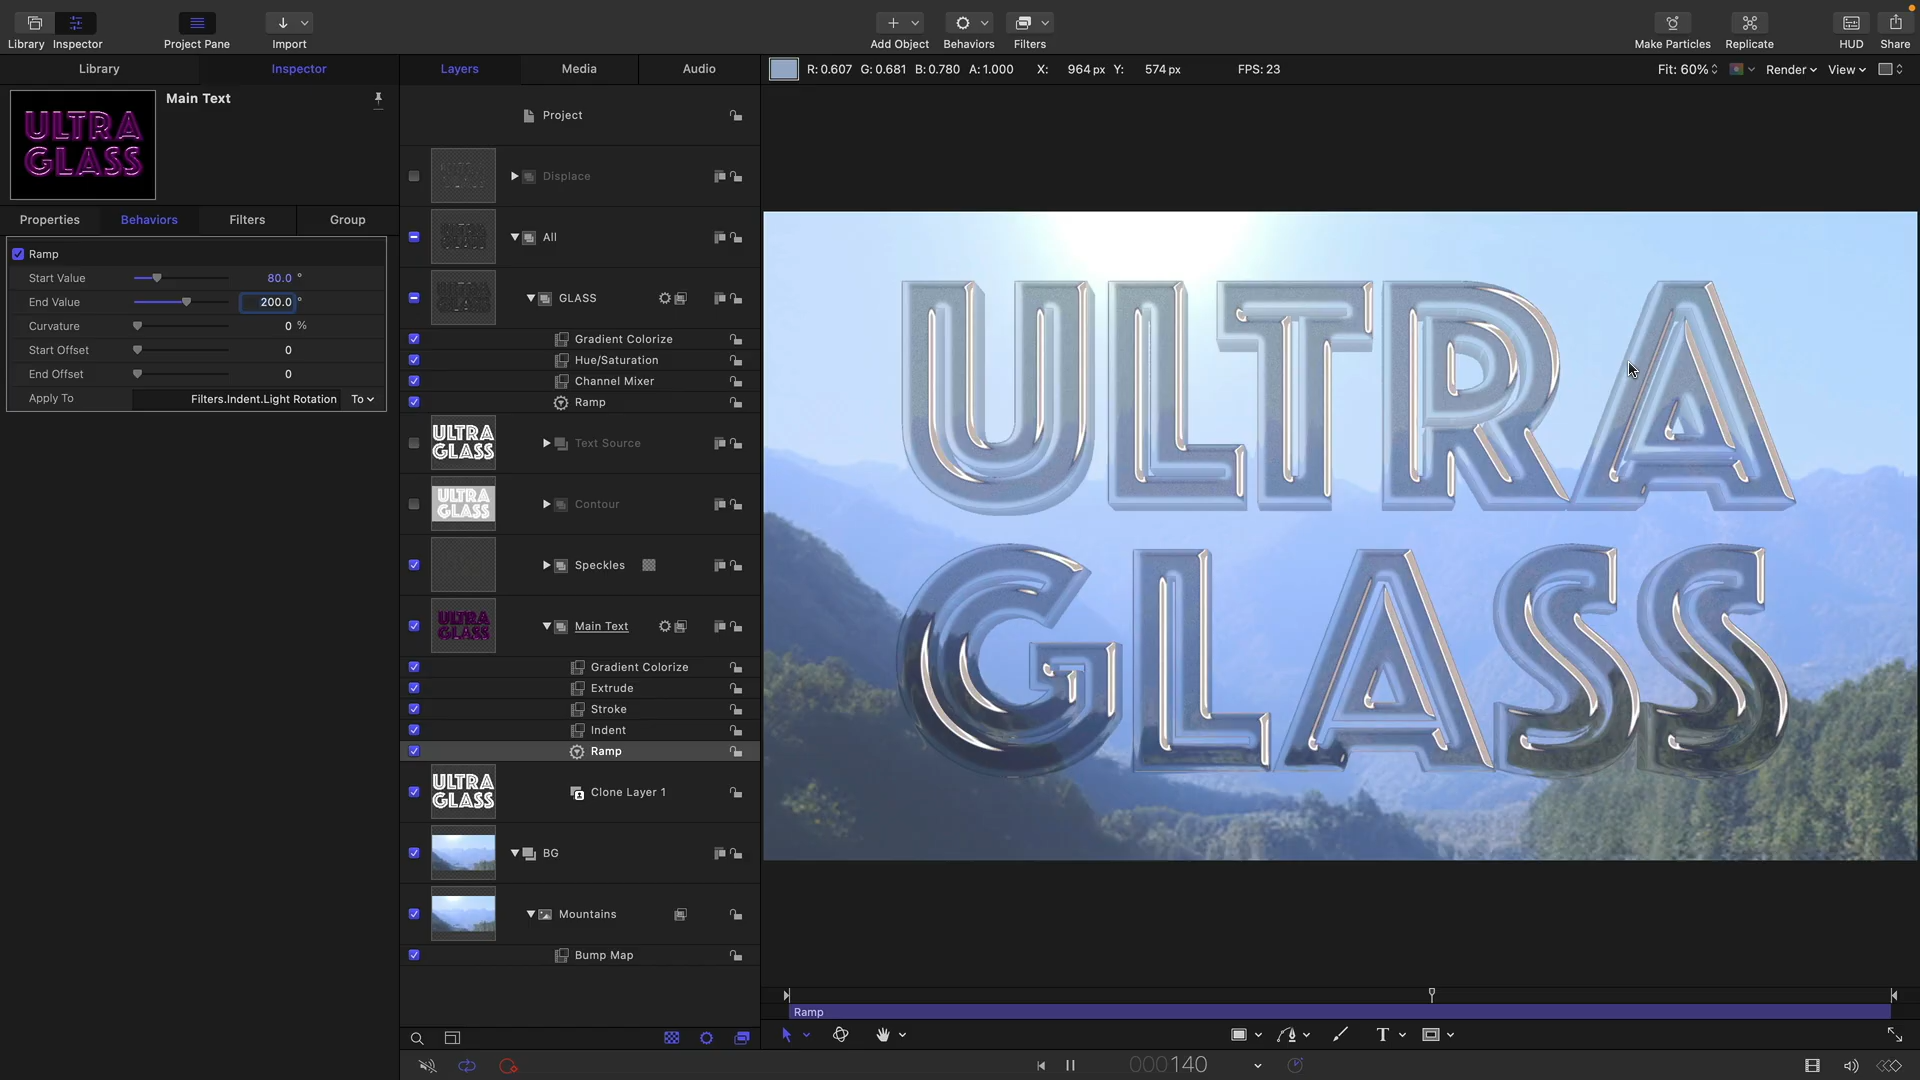 Library
Inspector
Project Pane
Import
Add Object
Behaviors
Filters
Make Particles
Replicate
HUD
Share
Library
Inspector
Layers
Media
Audio
R: 0.607 G: 0.681 B: 0.780 A: 1.000
X: 964 px Y: 574 px
FPS: 23
Fit: 60%
Render
View
ULTRA
GLASS
Main Text
Properties
Behaviors
Filters
Group
Ramp
Start Value 80.0 °
End Value 200.0 °
Curvature 0 %
Start Offset 0
End Offset 0
Apply To Filters.Indent.Light Rotation To
Project
Displace
All
GLASS
Gradient Colorize
Hue/Saturation
Channel Mixer
Ramp
ULTRA
GLASS
Text Source
ULTRA
GLASS
Contour
Speckles
ULTRA
GLASS
Main Text
Gradient Colorize
Extrude
Stroke
Indent
Ramp
ULTRA
GLASS
Clone Layer 1
BG
Mountains
Bump Map
ULTRA
GLASS
Ramp
T
000140